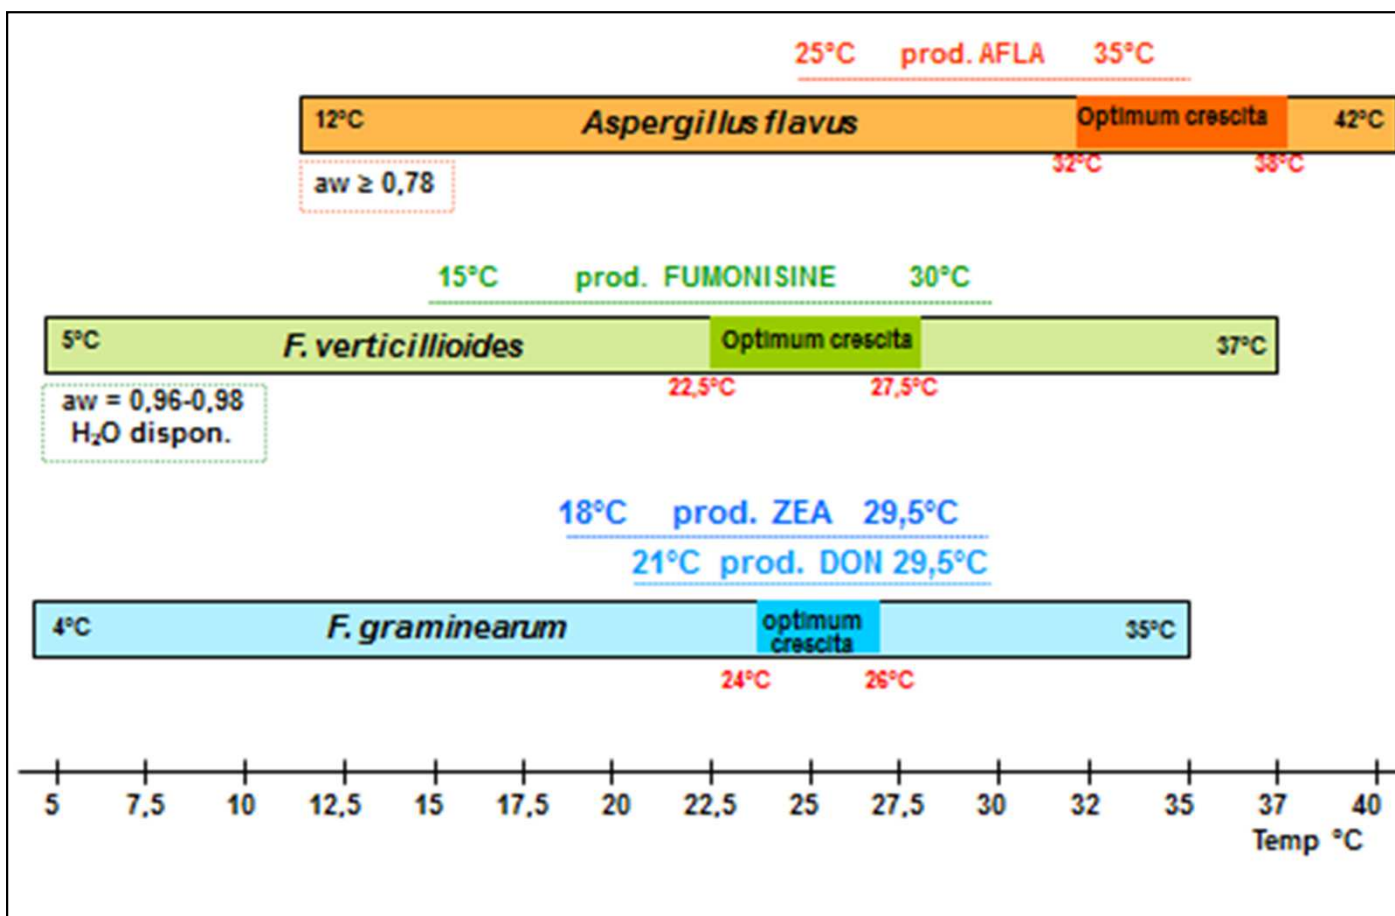 25°C prod. AFLA 35°C
12°C Aspergillus flavus Optimum crescita 42°C
32°C 38°C
aw ≥ 0,78
15°C prod. FUMONISINE 30°C
5°C F. verticillioides Optimum crescita 37°C
22,5°C 27,5°C
aw = 0,96-0,98
H₂O dispon.
18°C prod. ZEA 29,5°C
21°C prod. DON 29,5°C
4°C F. graminearum optimum
crescita 35°C
24°C 26°C
5 7,5 10 12,5 15 17,5 20 22,5 25 27,5 30 32 35 37 40
Temp °C